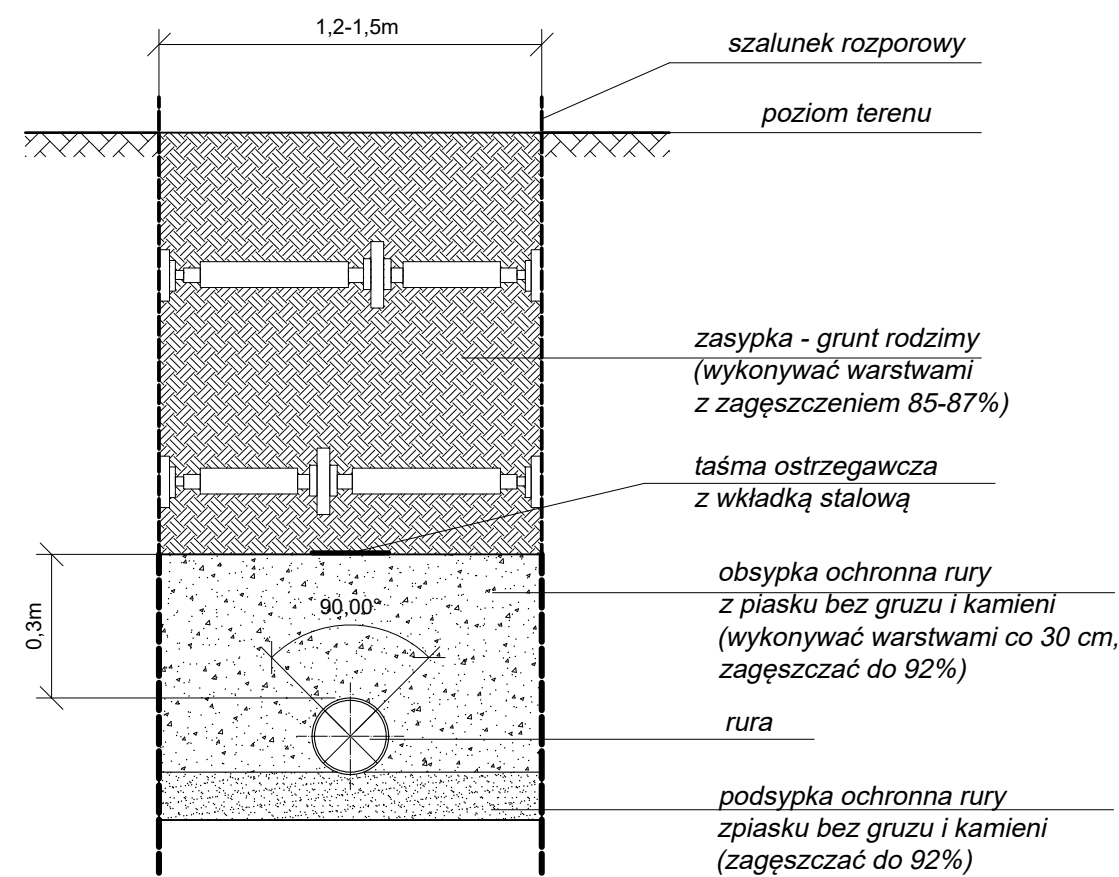 1,2-1,5m
szalunek rozporowy
poziom terenu
zasypka - grunt rodzimy
(wykonywać warstwami
z zagęszczeniem 85-87%)
taśma ostrzegawcza
z wkładką stalową
0,3m
90,00°
obsypka ochronna rury
z piasku bez gruzu i kamieni
(wykonywać warstwami co 30 cm,
zagęszczać do 92%)
rura
podsypka ochronna rury
zpiasku bez gruzu i kamieni
(zagęszczać do 92%)